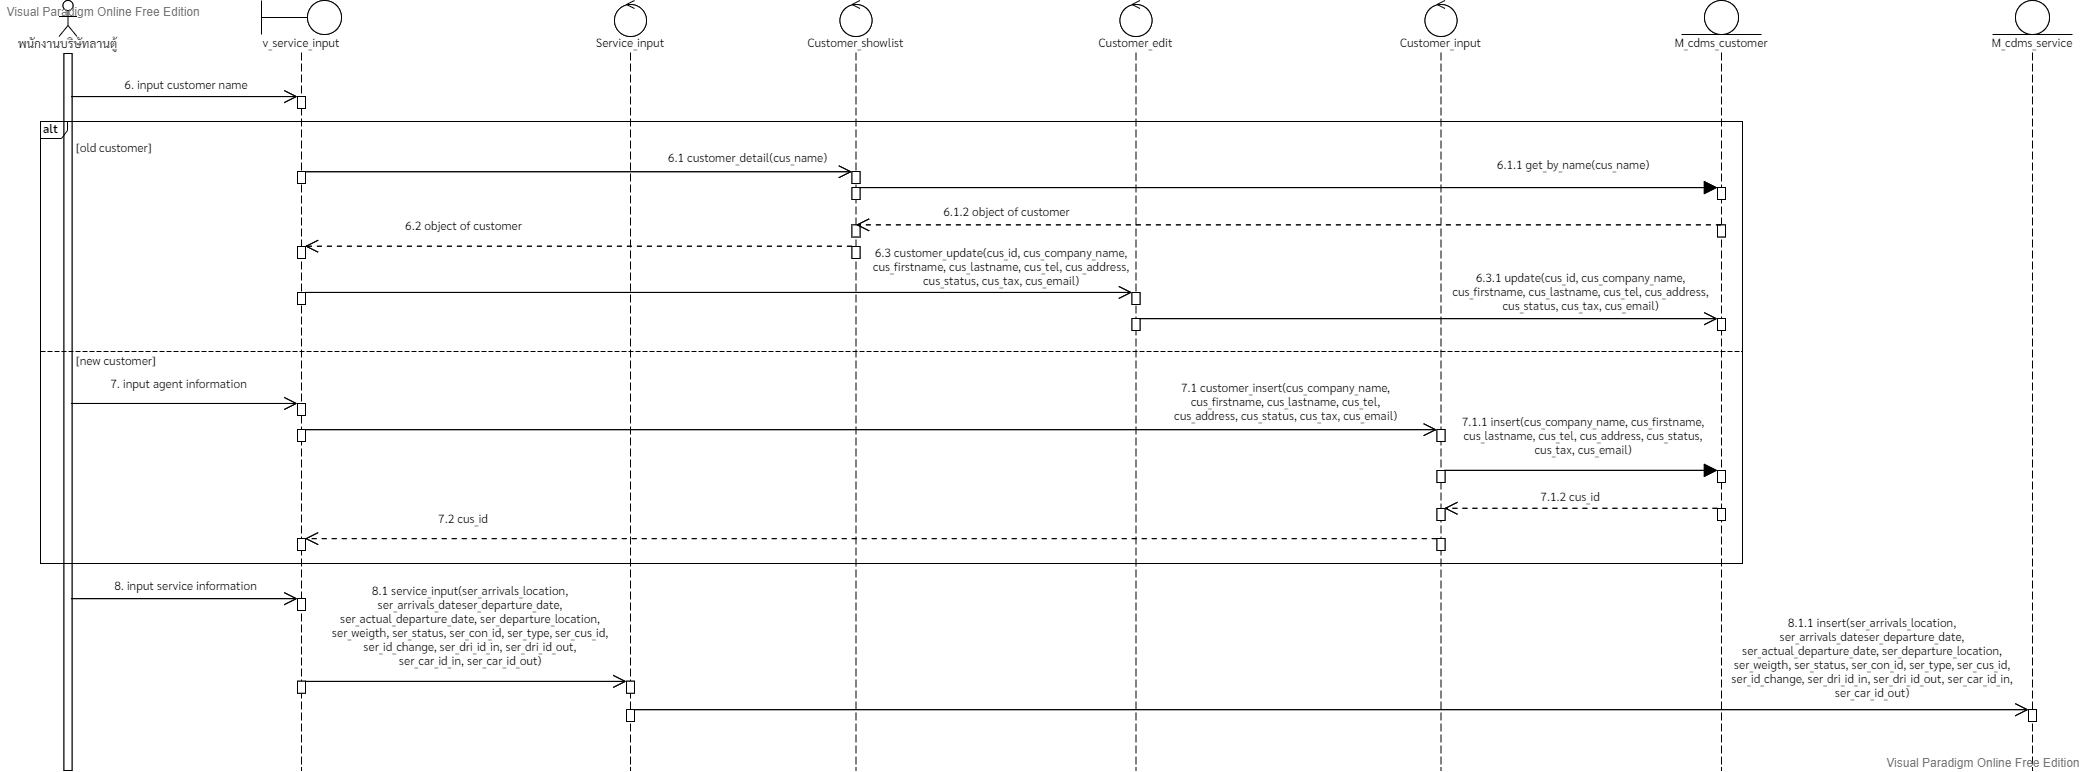 Visual Paradigm Online Free Edition
พนักงานบริษัทลานตู้
v_service_input
Service_input
Customer_showlist
Customer_edit
Customer_input
M_cdms_customer
M_cdms_service
6. input customer name
alt
[old customer]
6.1 customer_detail(cus_name)
6.1.1 get_by_name(cus_name)
6.1.2 object of customer
6.2 object of customer
6.3 customer_update(cus_id, cus_company_name,
cus_firstname, cus_lastname, cus_tel, cus_address,
cus_status, cus_tax, cus_email)
6.3.1 update(cus_id, cus_company_name,
cus_firstname, cus_lastname, cus_tel, cus_address,
cus_status, cus_tax, cus_email)
[new customer]
7. input agent information
7.1 customer_insert(cus_company_name,
cus_firstname, cus_lastname, cus_tel,
cus_address, cus_status, cus_tax, cus_email)
7.1.1 insert(cus_company_name, cus_firstname,
cus_lastname, cus_tel, cus_address, cus_status,
cus_tax, cus_email)
7.1.2 cus_id
7.2 cus_id
8. input service information
8.1 service_input(ser_arrivals_location,
ser_arrivals_dateser_departure_date,
ser_actual_departure_date, ser_departure_location,
ser_weigth, ser_status, ser_con_id, ser_type, ser_cus_id,
ser_id_change, ser_dri_id_in, ser_dri_id_out,
ser_car_id_in, ser_car_id_out)
8.1.1 insert(ser_arrivals_location,
ser_arrivals_dateser_departure_date,
ser_actual_departure_date, ser_departure_location,
ser_weigth, ser_status, ser_con_id, ser_type, ser_cus_id,
ser_id_change, ser_dri_id_in, ser_dri_id_out, ser_car_id_in,
ser_car_id_out)
Visual Paradigm Online Free Edition